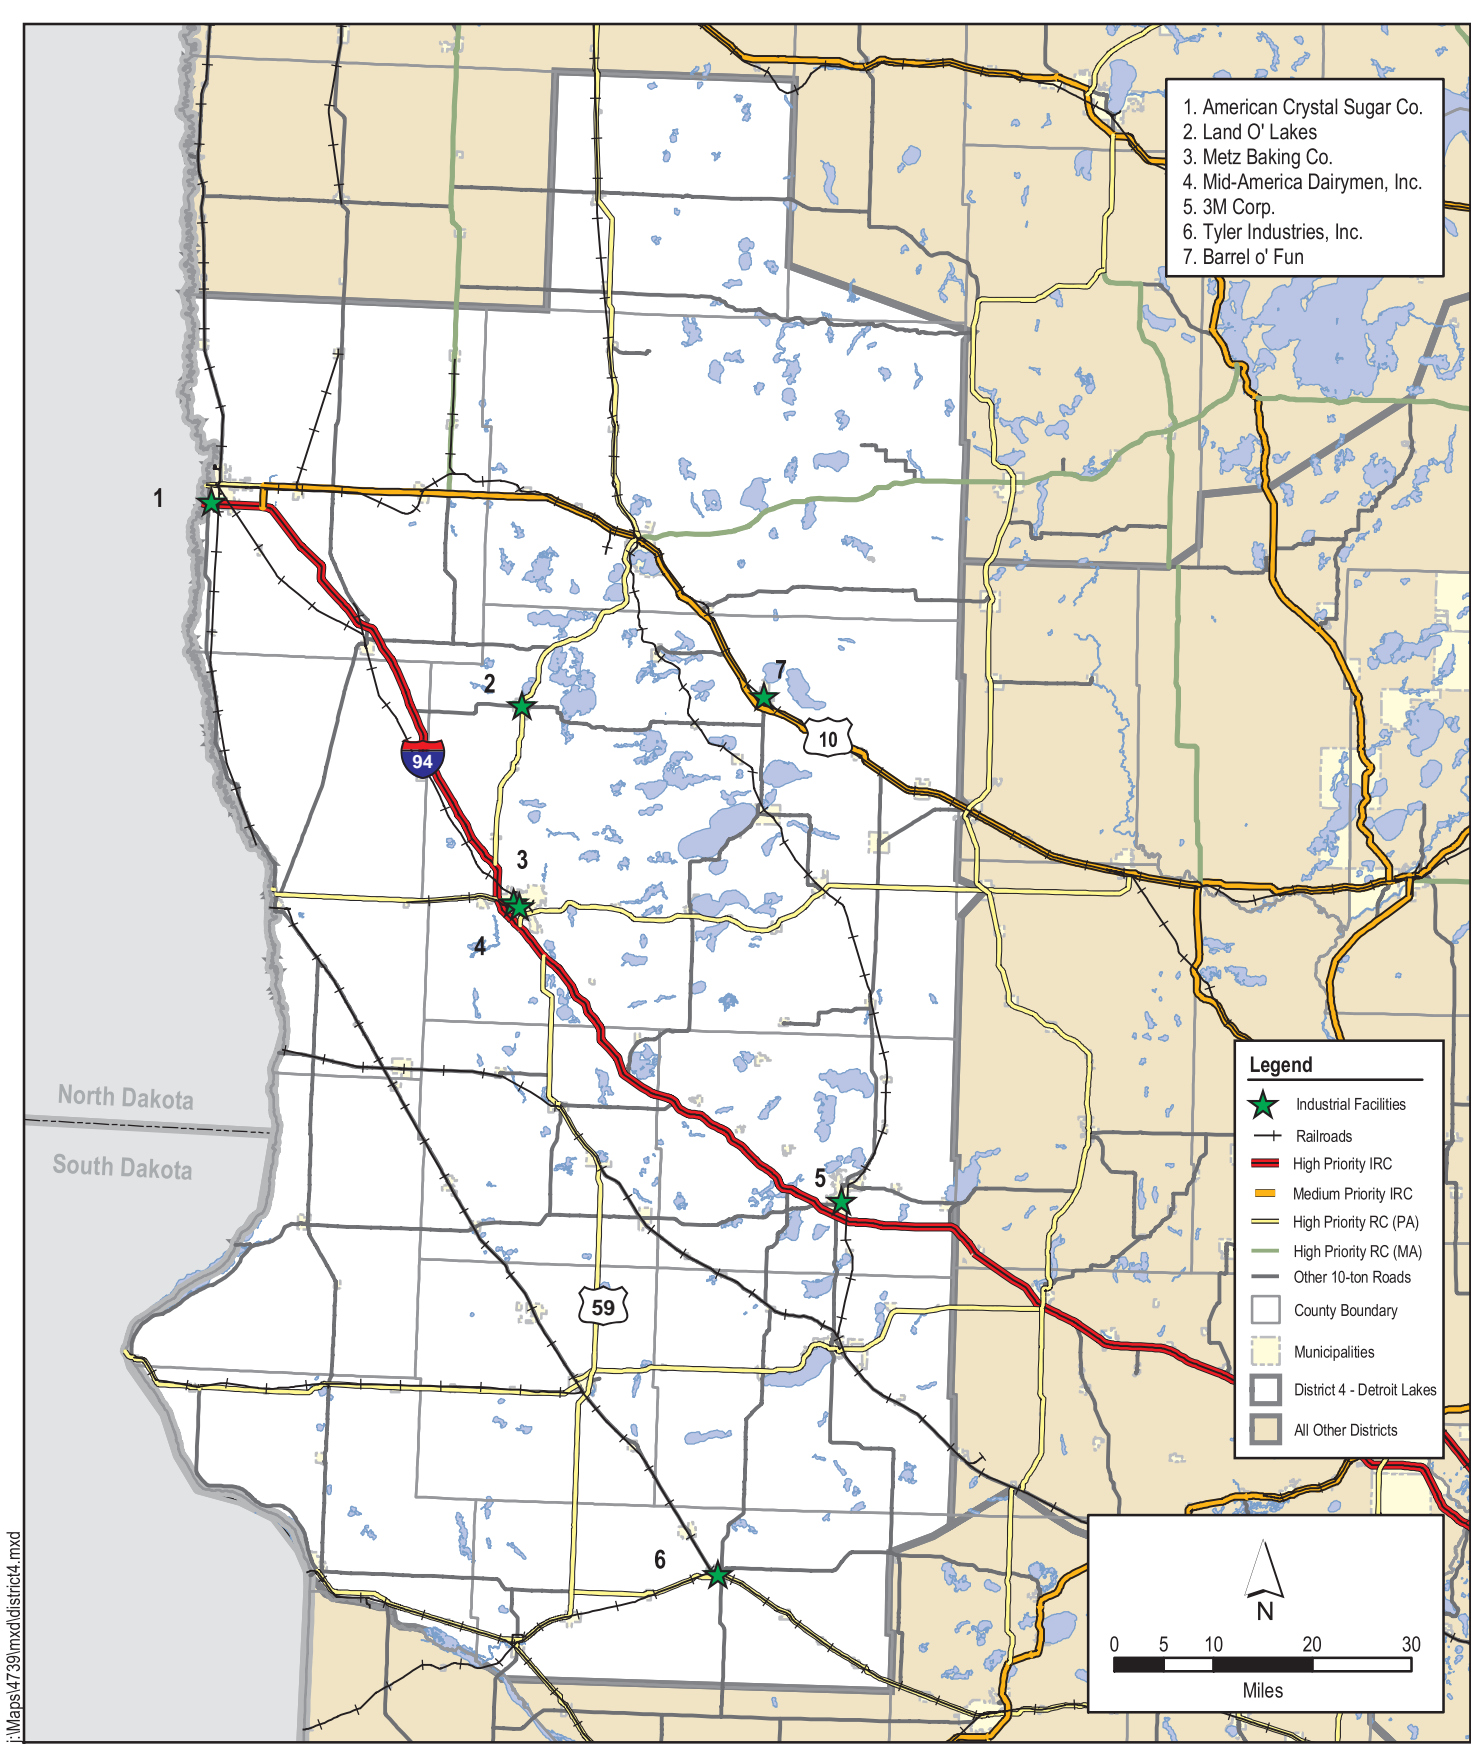 1. American Crystal Sugar Co.
2. Land O' Lakes
3. Metz Baking Co.
4. Mid-America Dairymen, Inc.
5. 3M Corp.
6. Tyler Industries, Inc.
7. Barrel o' Fun
1
2
7
10
94
3
4
North Dakota
South Dakota
5
59
6
Legend
Industrial Facilities
Railroads
High Priority IRC
Medium Priority IRC
High Priority RC (PA)
High Priority RC (MA)
Other 10-ton Roads
County Boundary
Municipalities
District 4 - Detroit Lakes
All Other Districts
N
0 5 10 20 30
Miles
j:\Maps\4739\mxd\district4.mxd